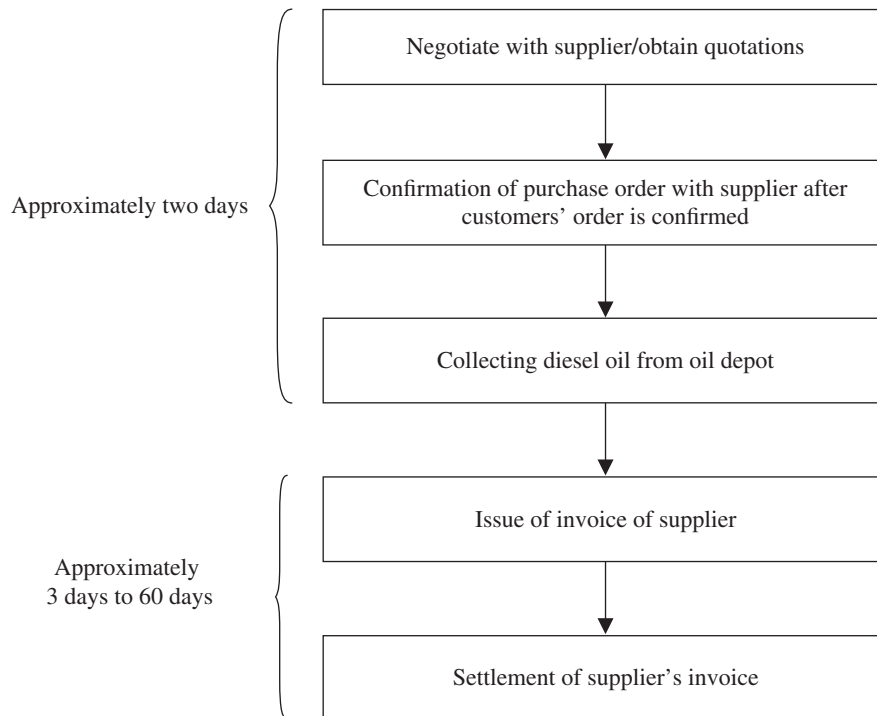 Negotiate with supplier/obtain quotations
Approximately two days
Confirmation of purchase order with supplier after
customers’ order is confirmed
Collecting diesel oil from oil depot
Issue of invoice of supplier
Approximately
3 days to 60 days
Settlement of supplier’s invoice